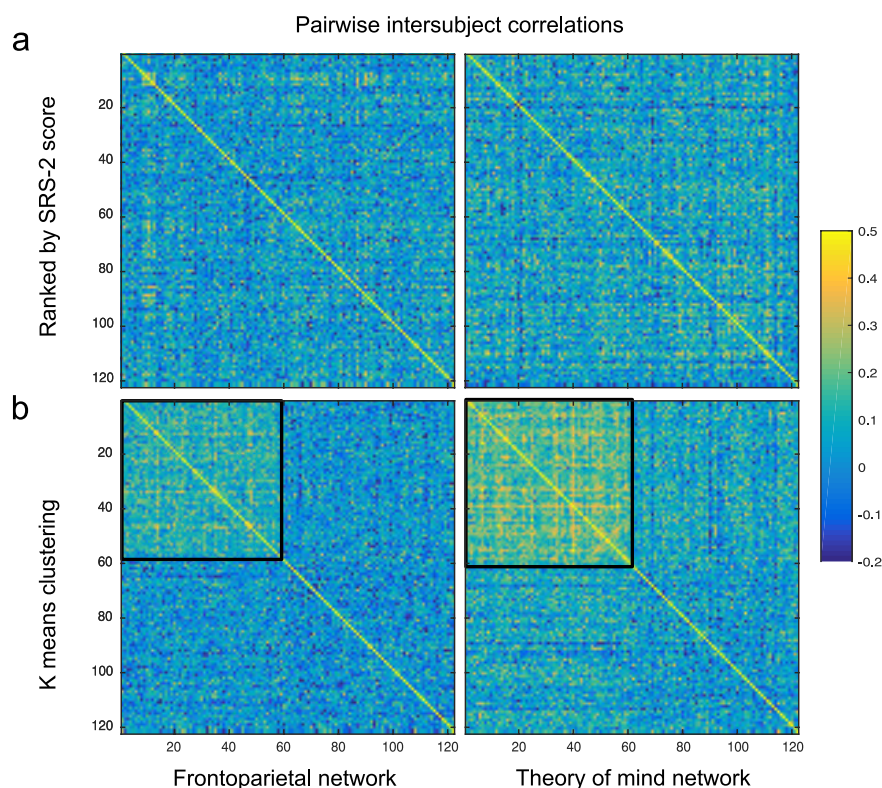 Pairwise intersubject correlations
a
Ranked by SRS-2 score
20
40
60
80
100
120
b
K means clustering
20
40
60
80
100
120
20 40 60 80 100 120
20 40 60 80 100 120
Frontoparietal network
Theory of mind network
0.5
0.4
0.3
0.2
0.1
0
-0.1
-0.2